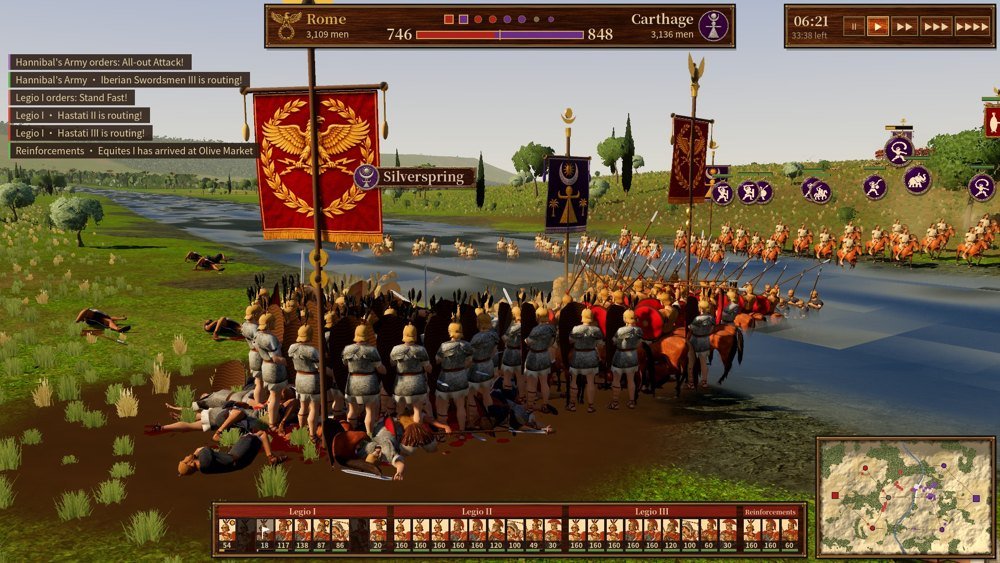 Rome
3,109 men
746
848
Carthage
3,136 men
06:21
33:38 left
Hannibal's Army orders: All-out Attack!
Hannibal's Army • Iberian Swordsmen III is routing!
Legio I orders: Stand Fast!
Legio I • Hastati II is routing!
Legio I • Hastati III is routing!
Reinforcements • Equites I has arrived at Olive Market
Silverspring
Legio I
Legio II
Legio III
Reinforcements
54 18 117 138 87 86 20
160 160 160 160 160 120 100 49 30
160 160 160 160 160 120 100 60 30
160 160 60